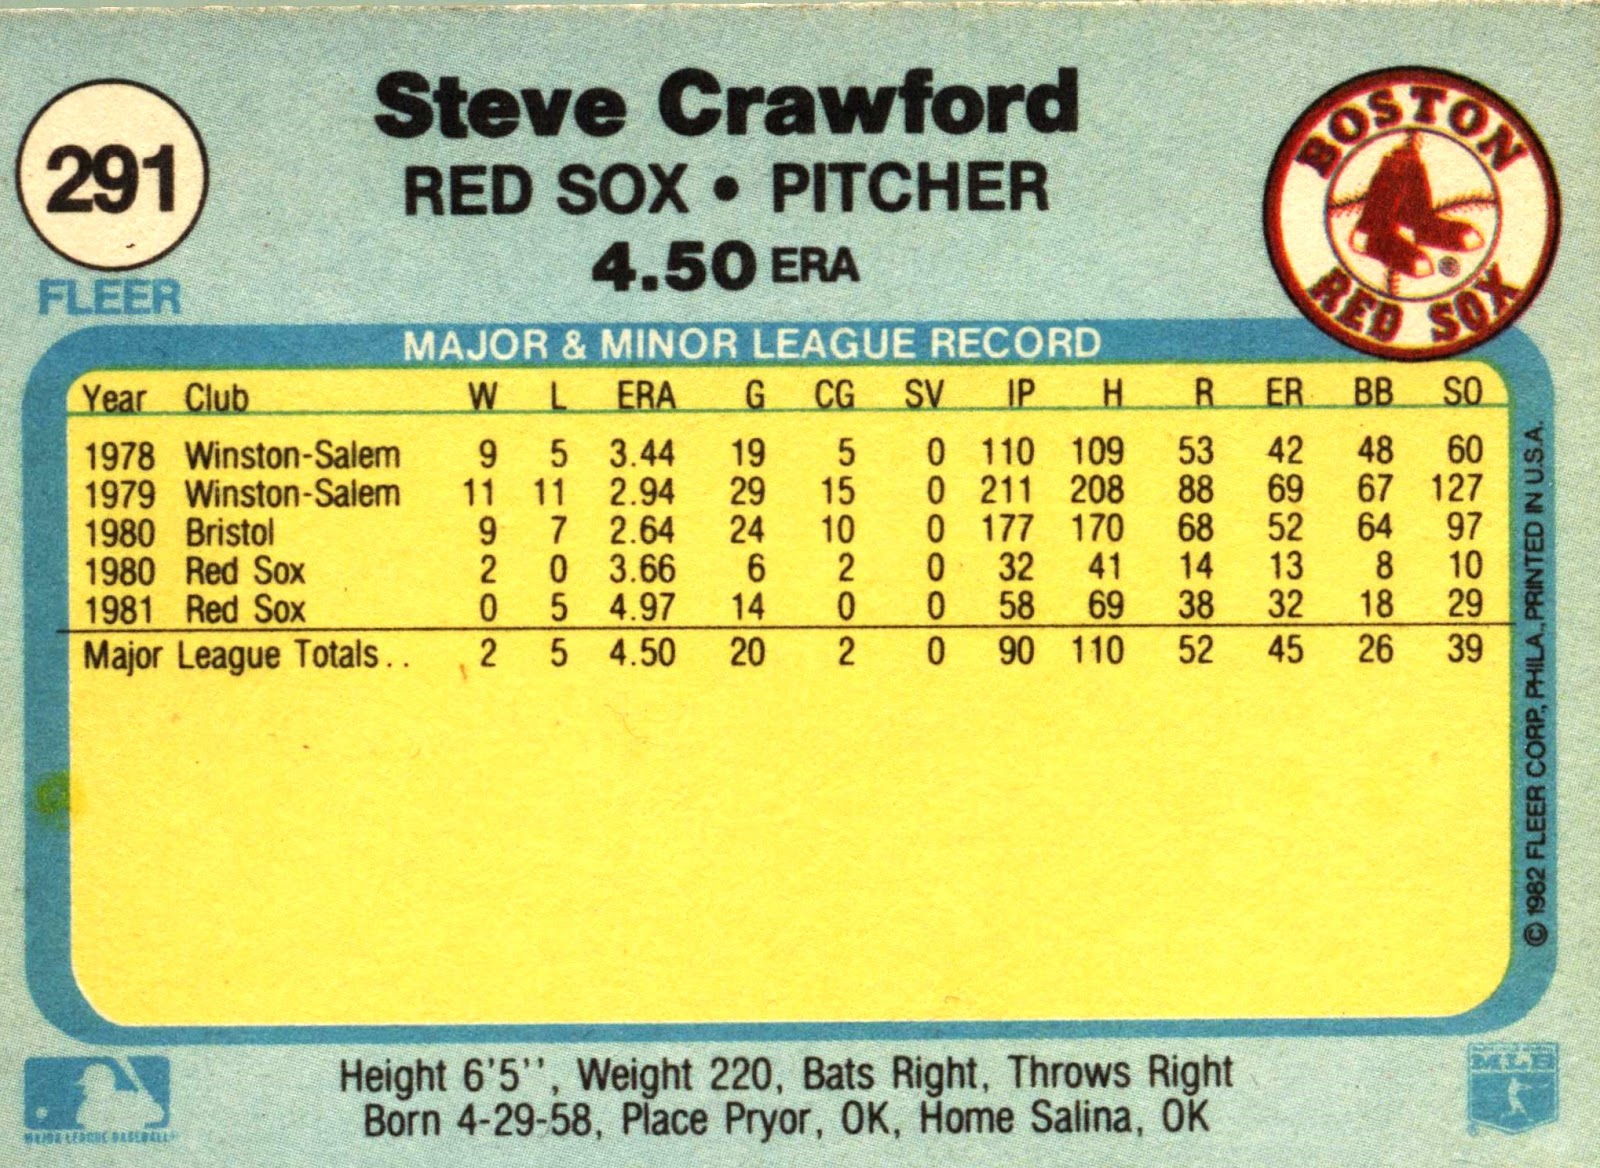 291
FLEER
Steve Crawford
RED SOX • PITCHER
4.50 ERA
BOSTON
RED SOX
MAJOR & MINOR LEAGUE RECORD
Year Club W L ERA G CG SV IP H R ER BB SO
1978 Winston-Salem 9 5 3.44 19 5 0 110 109 53 42 48 60
1979 Winston-Salem 11 11 2.94 29 15 0 211 208 88 69 67 127
1980 Bristol 9 7 2.64 24 10 0 177 170 68 52 64 97
1980 Red Sox 2 0 3.66 6 2 0 32 41 14 13 8 10
1981 Red Sox 0 5 4.97 14 0 0 58 69 38 32 18 29
Major League Totals.. 2 5 4.50 20 2 0 90 110 52 45 26 39
© 1982 FLEER CORP., PHILA., PRINTED IN U.S.A.
Height 6'5'', Weight 220, Bats Right, Throws Right
Born 4-29-58, Place Pryor, OK, Home Salina, OK
MAJOR LEAGUE BASEBALL
MLB